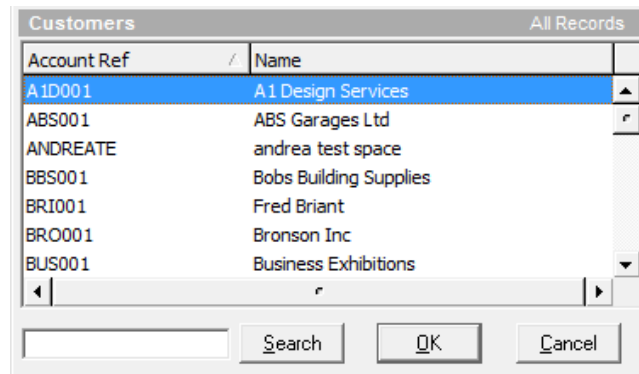 Customers All Records
Account Ref Name
A1D001 A1 Design Services
ABS001 ABS Garages Ltd
ANDREATE andrea test space
BBS001 Bobs Building Supplies
BRI001 Fred Briant
BRO001 Bronson Inc
BUS001 Business Exhibitions
Search OK Cancel